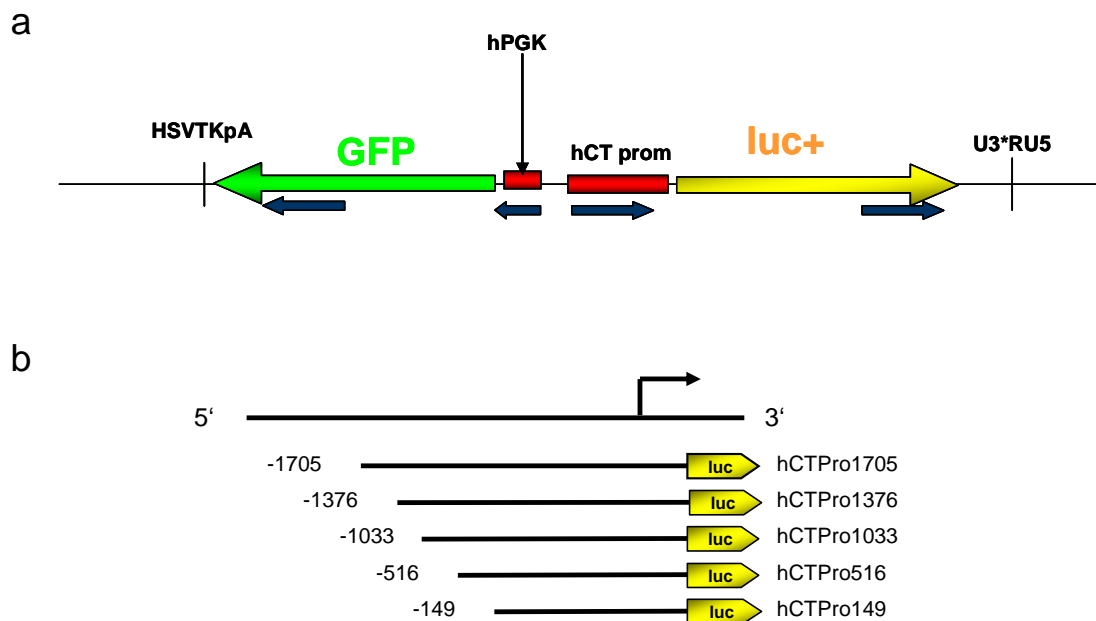 a
hPGK
HSVTKpA
GFP
hCT prom
luc+
U3*RU5
b
5‘
3‘
-1705 luc hCTPro1705
-1376 luc hCTPro1376
-1033 luc hCTPro1033
-516 luc hCTPro516
-149 luc hCTPro149